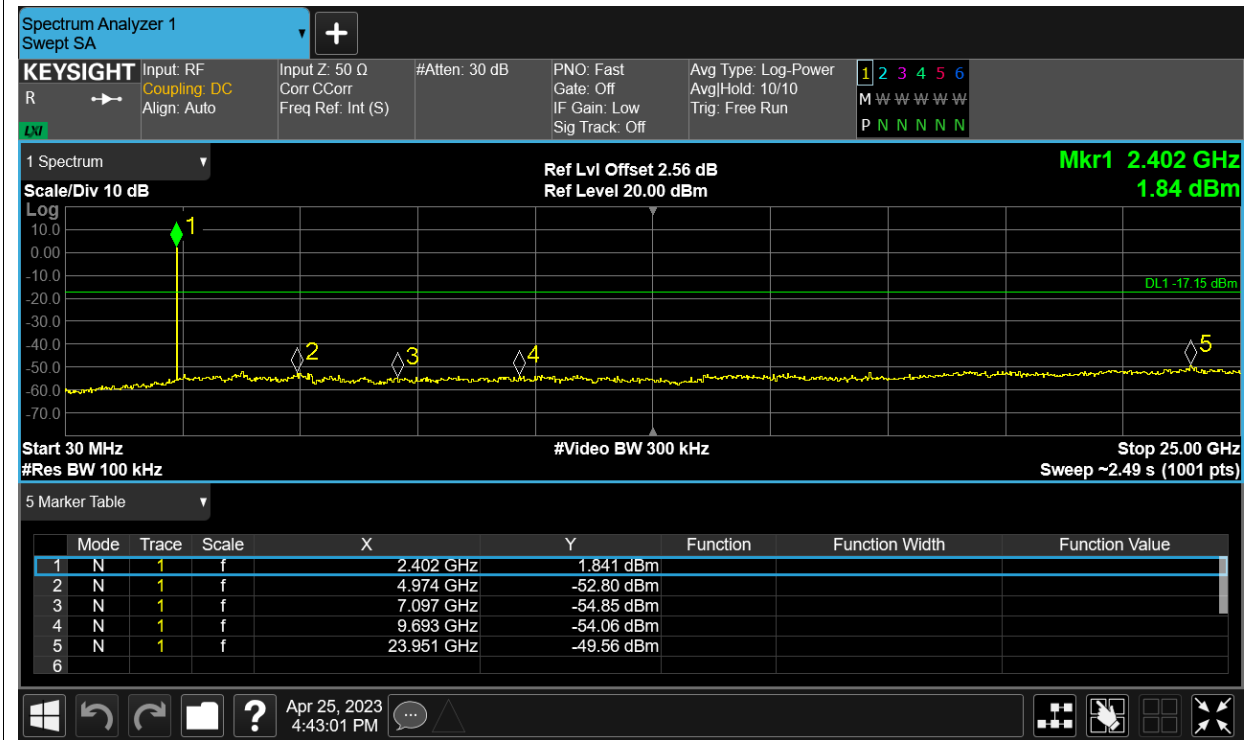 Spectrum Analyzer 1
Swept SA
+
KEYSIGHT Input: RF Input Z: 50 Ω #Atten: 30 dB PNO: Fast Avg Type: Log-Power 1 2 3 4 5 6
R Coupling: DC Corr CCorr Gate: Off Avg|Hold: 10/10 M W W W W W
Align: Auto Freq Ref: Int (S) IF Gain: Low Trig: Free Run
LXI Sig Track: Off P N N N N N
1 Spectrum Ref Lvl Offset 2.56 dB Mkr1 2.402 GHz
Scale/Div 10 dB Ref Level 20.00 dBm 1.84 dBm
Log
1
10.0
0.00
-10.0
DL1 -17.15 dBm
-20.0
-30.0
-40.0
2 3 4 5
-50.0
-60.0
-70.0
Start 30 MHz #Video BW 300 kHz Stop 25.00 GHz
#Res BW 100 kHz Sweep ~2.49 s (1001 pts)
5 Marker Table
Mode Trace Scale X Y Function Function Width Function Value
1 N 1 f 2.402 GHz 1.841 dBm
2 N 1 f 4.974 GHz -52.80 dBm
3 N 1 f 7.097 GHz -54.85 dBm
4 N 1 f 9.693 GHz -54.06 dBm
5 N 1 f 23.951 GHz -49.56 dBm
6
? Apr 25, 2023
4:43:01 PM